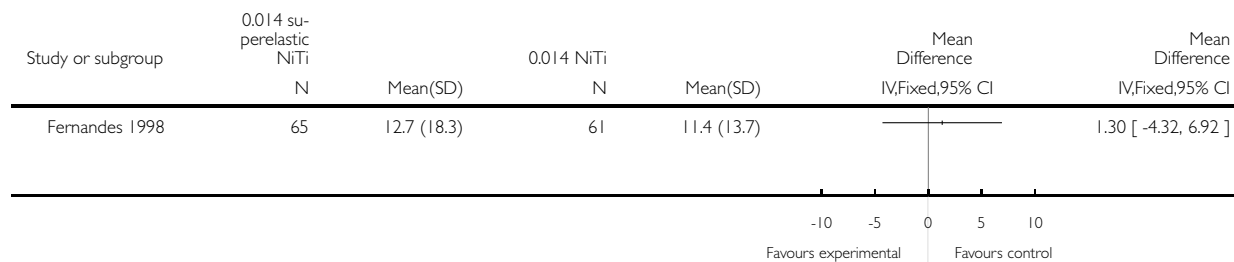 0.014 su-
perelastic
Study or subgroup NiTi 0.014 NiTi Mean Difference Mean Difference
N Mean(SD) N Mean(SD) IV,Fixed,95% CI IV,Fixed,95% CI
Fernandes 1998 65 12.7 (18.3) 61 11.4 (13.7) 1.30 [ -4.32, 6.92 ]
-10 -5 0 5 10
Favours experimental Favours control